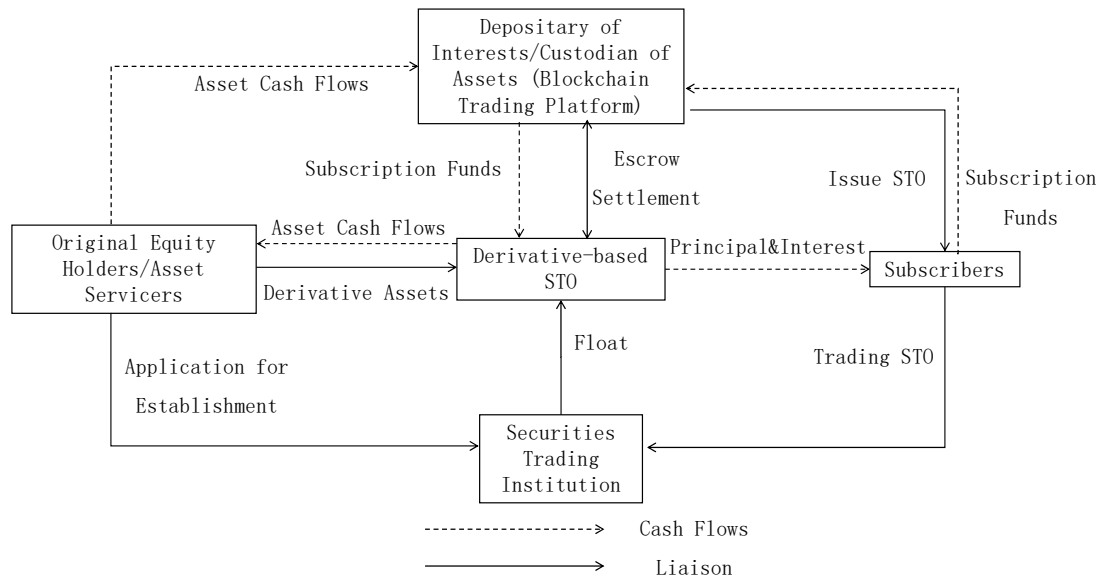 Depositary of
Interests/Custodian of
Assets (Blockchain
Trading Platform)
Asset Cash Flows
Subscription Funds
Escrow
Settlement
Issue STO
Subscription
Funds
Original Equity
Holders/Asset
Servicers
Asset Cash Flows
Derivative Assets
Derivative-based
STO
Principal&Interest
Subscribers
Application for
Establishment
Float
Trading STO
Securities
Trading
Institution
Cash Flows
Liaison